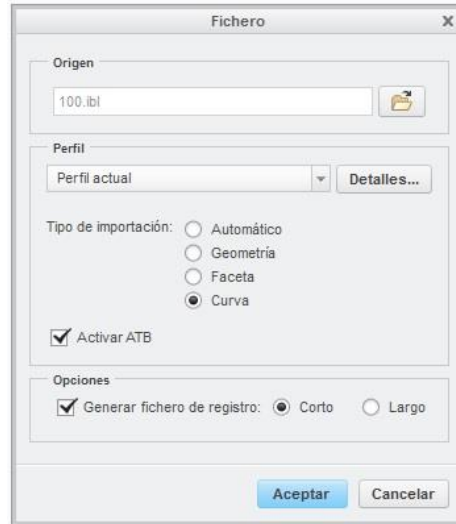 Fichero X
Origen
100.ibl
Perfil
Perfil actual Detalles...
Tipo de importación: Automático
Geometría
Faceta
Curva
Activar ATB
Opciones
Generar fichero de registro: Corto Largo
Aceptar Cancelar